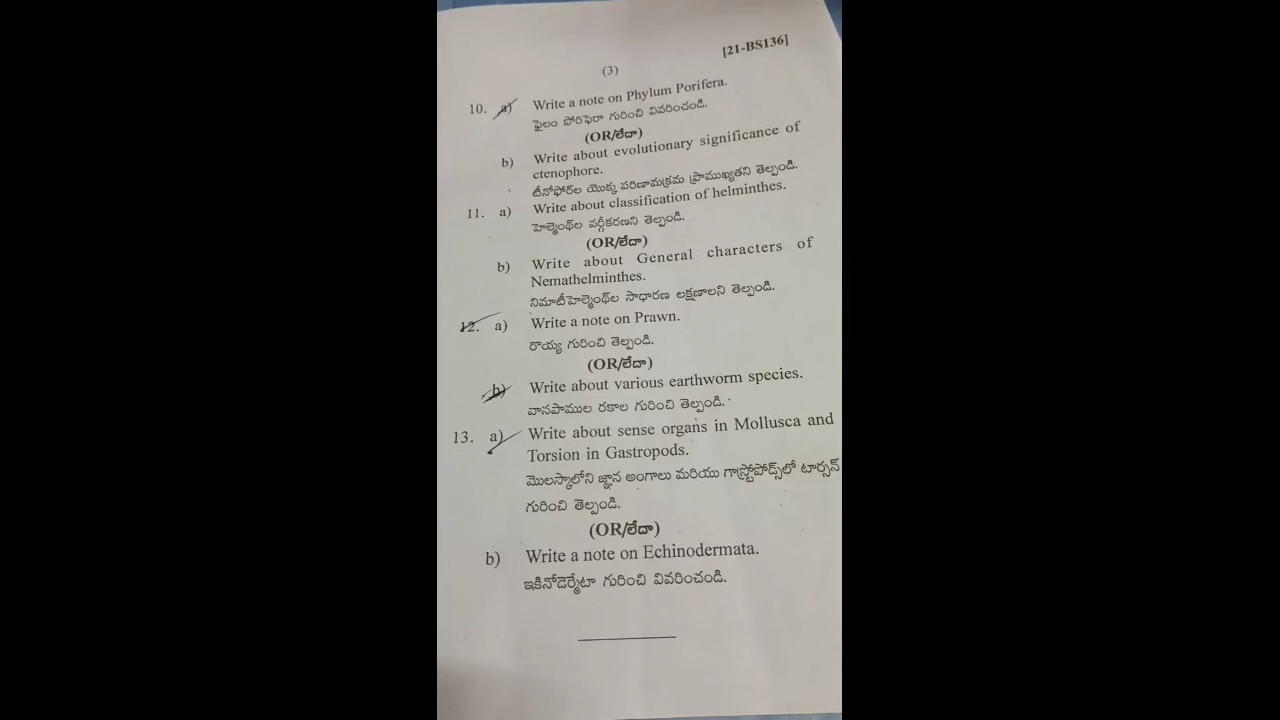 [21-BS136]
(3)
10. a) Write a note on Phylum Porifera.
ఫైలం పోరిఫెరా గురించి వివరించండి.
(OR/లేదా)
b) Write about evolutionary significance of
ctenophore.
టీనోఫోర్‌ల యొక్క పరిణామక్రమ ప్రాముఖ్యతని తెల్పండి.
11. a) Write about classification of helminthes.
హెల్మెంథ్‌ల వర్గీకరణని తెల్పండి.
(OR/లేదా)
b) Write about General characters of
Nemathelminthes.
నిమాటీహెల్మెంథ్‌ల సాధారణ లక్షణాలని తెల్పండి.
12. a) Write a note on Prawn.
రొయ్య గురించి తెల్పండి.
(OR/లేదా)
b) Write about various earthworm species.
వానపాముల రకాల గురించి తెల్పండి.
13. a) Write about sense organs in Mollusca and
Torsion in Gastropods.
మొలస్కాలోని జ్ఞాన అంగాలు మరియు గాస్ట్రోపోడ్స్‌లో టార్సన్
గురించి తెల్పండి.
(OR/లేదా)
b) Write a note on Echinodermata.
ఇకినోడెర్మేటా గురించి వివరించండి.